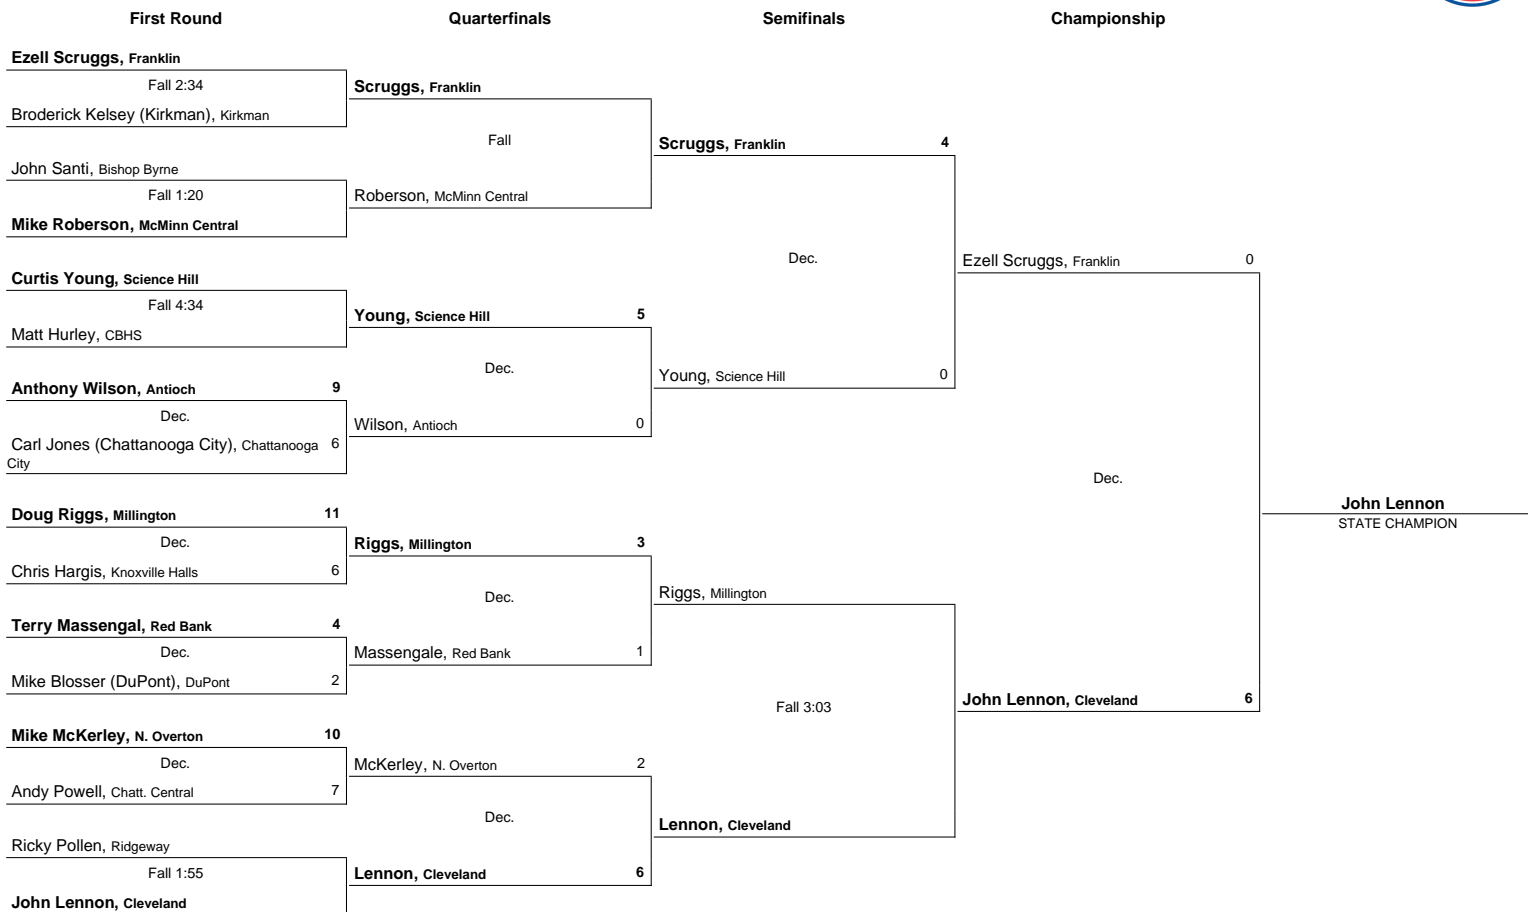 First Round
Quarterfinals
Semifinals
Championship
Ezell Scruggs, Franklin
Fall 2:34
Broderick Kelsey (Kirkman), Kirkman
John Santi, Bishop Byrne
Fall 1:20
Mike Roberson, McMinn Central
Curtis Young, Science Hill
Fall 4:34
Matt Hurley, CBHS
Anthony Wilson, Antioch 9
Dec.
Carl Jones (Chattanooga City), Chattanooga 6
City
Doug Riggs, Millington 11
Dec.
Chris Hargis, Knoxville Halls 6
Terry Massengal, Red Bank 4
Dec.
Mike Blosser (DuPont), DuPont 2
Mike McKerley, N. Overton 10
Dec.
Andy Powell, Chatt. Central 7
Ricky Pollen, Ridgeway
Fall 1:55
John Lennon, Cleveland
Scruggs, Franklin
Fall
Roberson, McMinn Central
Young, Science Hill 5
Dec.
Wilson, Antioch 0
Riggs, Millington 3
Dec.
Massengale, Red Bank 1
McKerley, N. Overton 2
Dec.
Lennon, Cleveland 6
Scruggs, Franklin 4
Dec.
Young, Science Hill 0
Riggs, Millington
Fall 3:03
Lennon, Cleveland
Ezell Scruggs, Franklin 0
Dec.
John Lennon, Cleveland 6
John Lennon
STATE CHAMPION